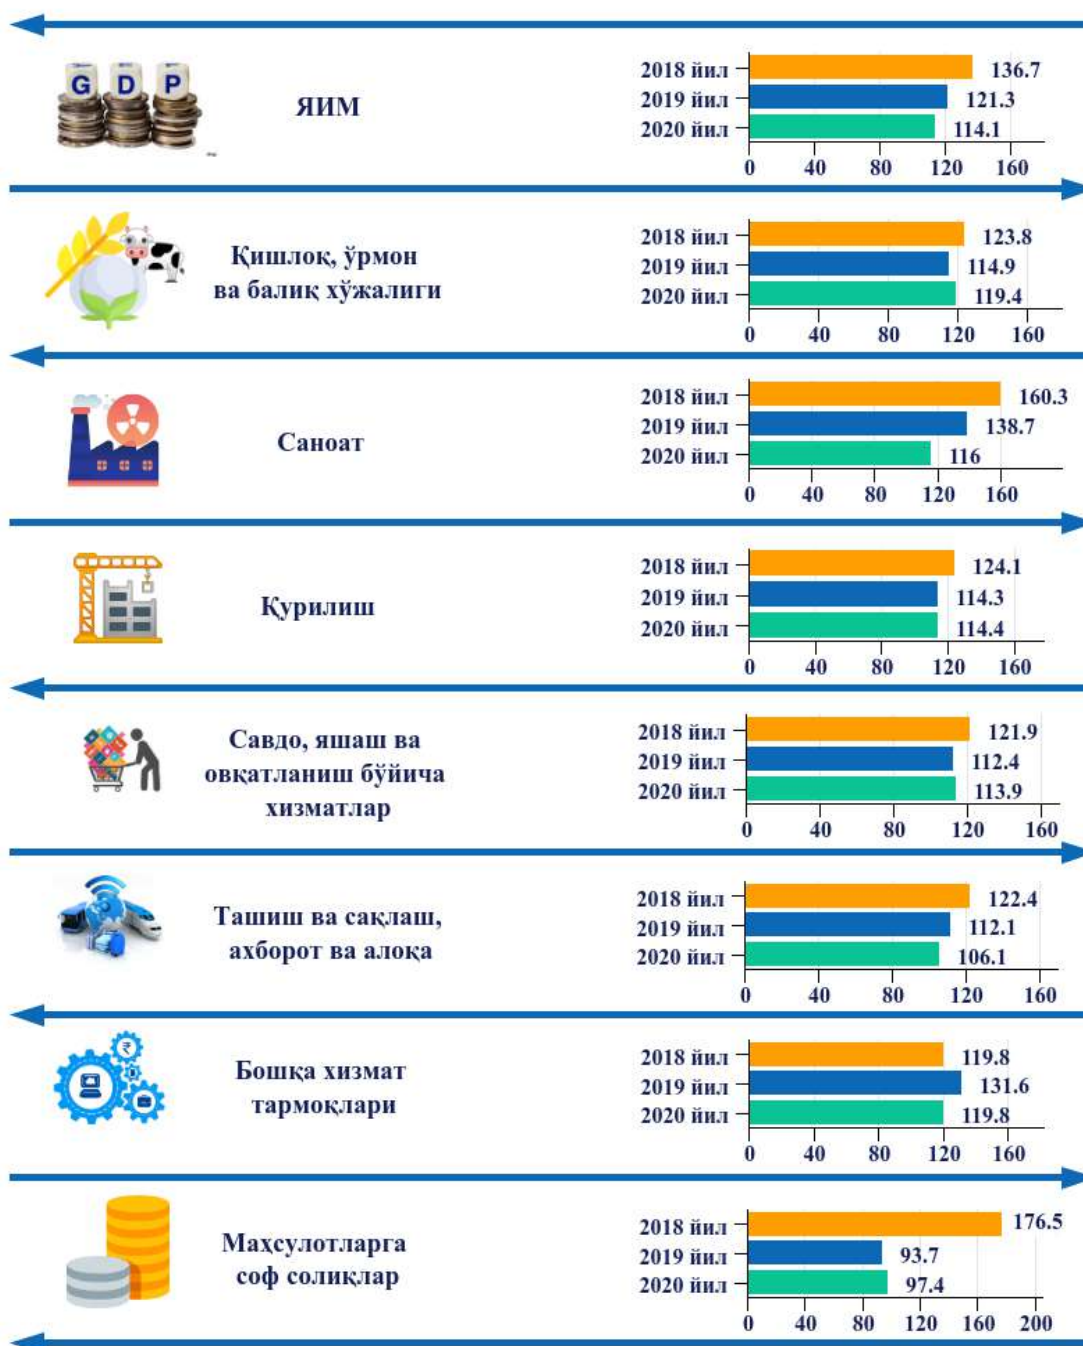 GDP
ЯИМ
2018 йил 136.7
2019 йил 121.3
2020 йил 114.1
0 40 80 120 160
Қишлоқ, ўрмон
ва балиқ хўжалиги
2018 йил 123.8
2019 йил 114.9
2020 йил 119.4
0 40 80 120 160
Саноат
2018 йил 160.3
2019 йил 138.7
2020 йил 116
0 40 80 120 160
Қурилиш
2018 йил 124.1
2019 йил 114.3
2020 йил 114.4
0 40 80 120 160
Савдо, яшаш ва
овқатланиш бўйича
хизматлар
2018 йил 121.9
2019 йил 112.4
2020 йил 113.9
0 40 80 120 160
Ташиш ва сақлаш,
ахборот ва алоқа
2018 йил 122.4
2019 йил 112.1
2020 йил 106.1
0 40 80 120 160
Бошқа хизмат
тармоқлари
2018 йил 119.8
2019 йил 131.6
2020 йил 119.8
0 40 80 120 160
Маҳсулотларга
соф солиқлар
2018 йил 176.5
2019 йил 93.7
2020 йил 97.4
0 40 80 120 160 200